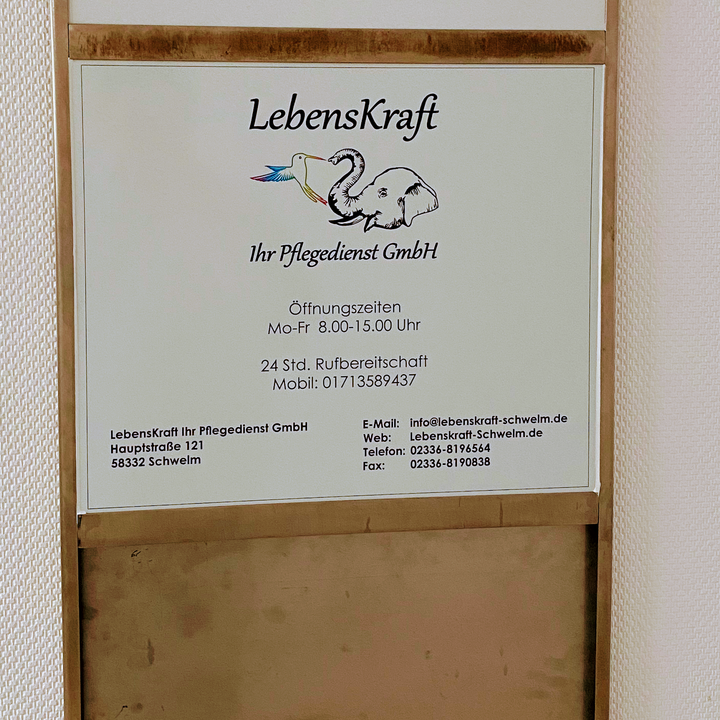 LebensKraft
Ihr Pflegedienst GmbH
Öffnungszeiten
Mo-Fr 8.00-15.00 Uhr
24 Std. Rufbereitschaft
Mobil: 01713589437
LebensKraft Ihr Pflegedienst GmbH
Hauptstraße 121
58332 Schwelm
E-Mail: info@lebenskraft-schwelm.de
Web: Lebenskraft-Schwelm.de
Telefon: 02336-8196564
Fax: 02336-8190838